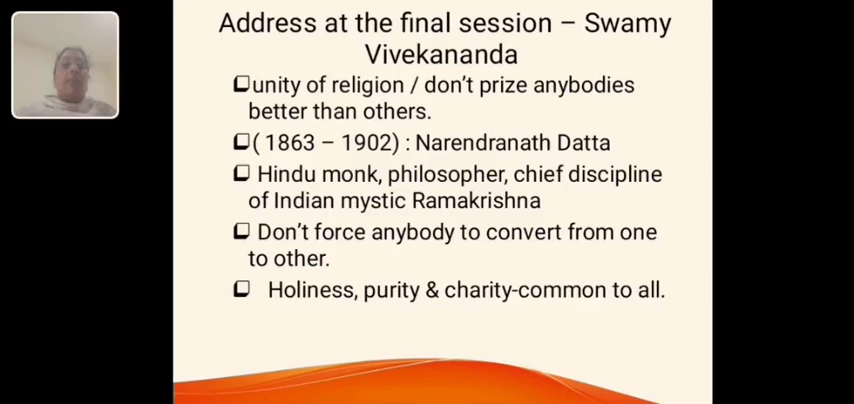 Address at the final session – Swamy
Vivekananda
❑unity of religion / don't prize anybodies
better than others.
❑( 1863 – 1902) : Narendranath Datta
❑ Hindu monk, philosopher, chief discipline
of Indian mystic Ramakrishna
❑ Don't force anybody to convert from one
to other.
❑ Holiness, purity & charity-common to all.